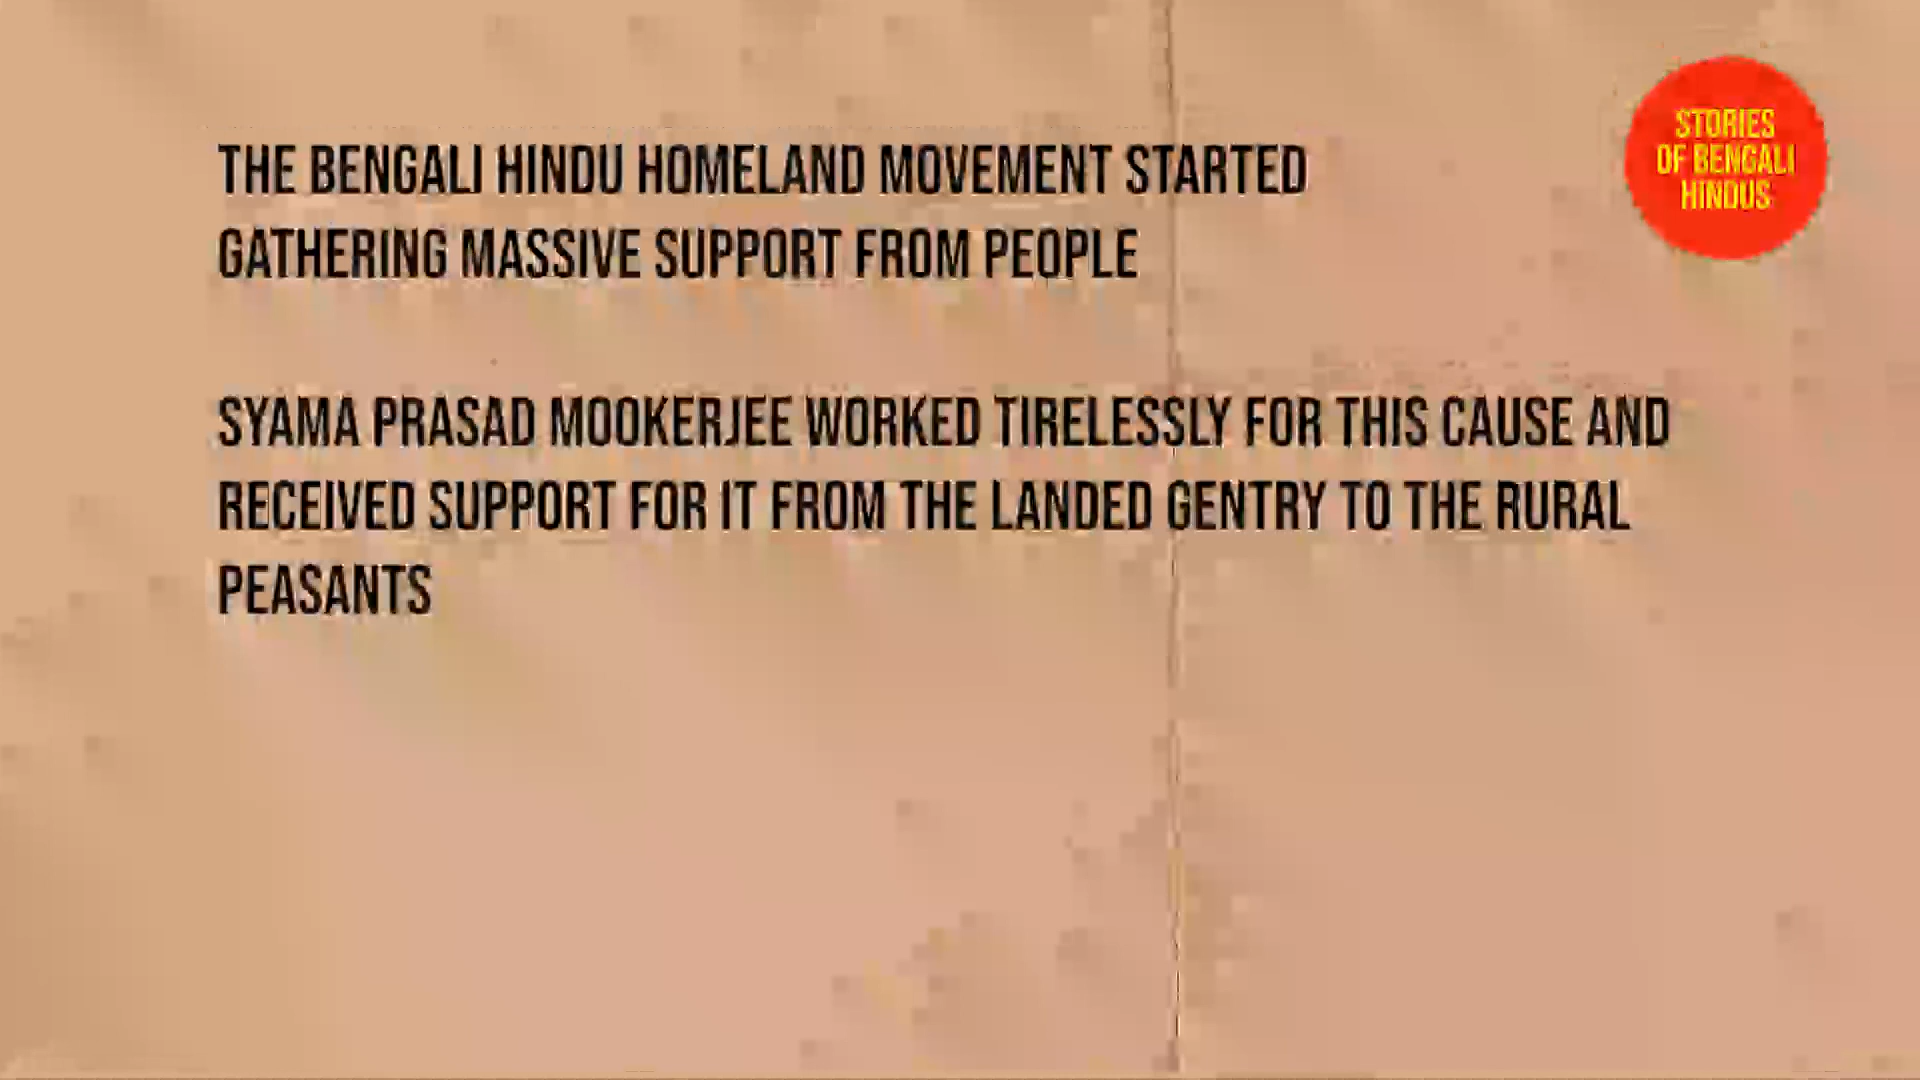 THE BENGALI HINDU HOMELAND MOVEMENT STARTED
GATHERING MASSIVE SUPPORT FROM PEOPLE
SYAMA PRASAD MOOKERJEE WORKED TIRELESSLY FOR THIS CAUSE AND
RECEIVED SUPPORT FOR IT FROM THE LANDED GENTRY TO THE RURAL
PEASANTS
STORIES
OF BENGALI
HINDUS